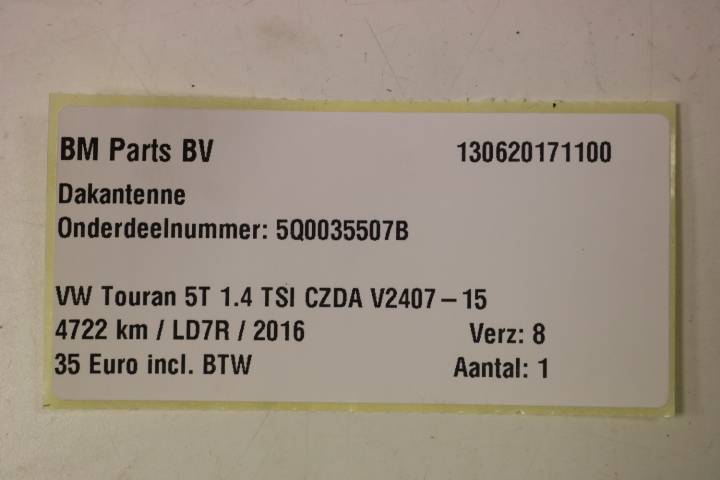 BM Parts BV 130620171100
Dakantenne
Onderdeelnummer: 5Q0035507B
VW Touran 5T 1.4 TSI CZDA V2407-15
4722 km / LD7R / 2016 Verz: 8
35 Euro incl. BTW Aantal: 1